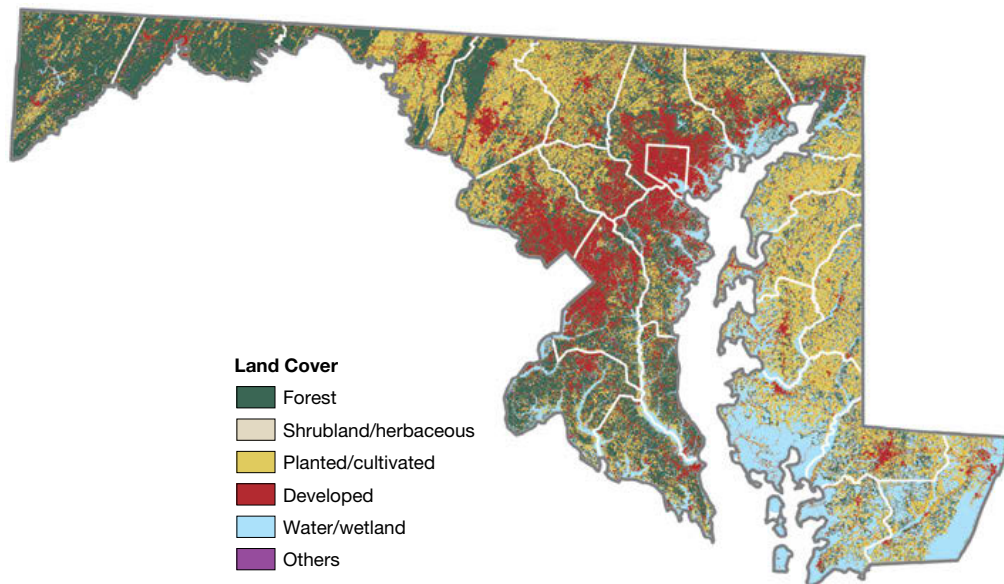 Land Cover
Forest
Shrubland/herbaceous
Planted/cultivated
Developed
Water/wetland
Others